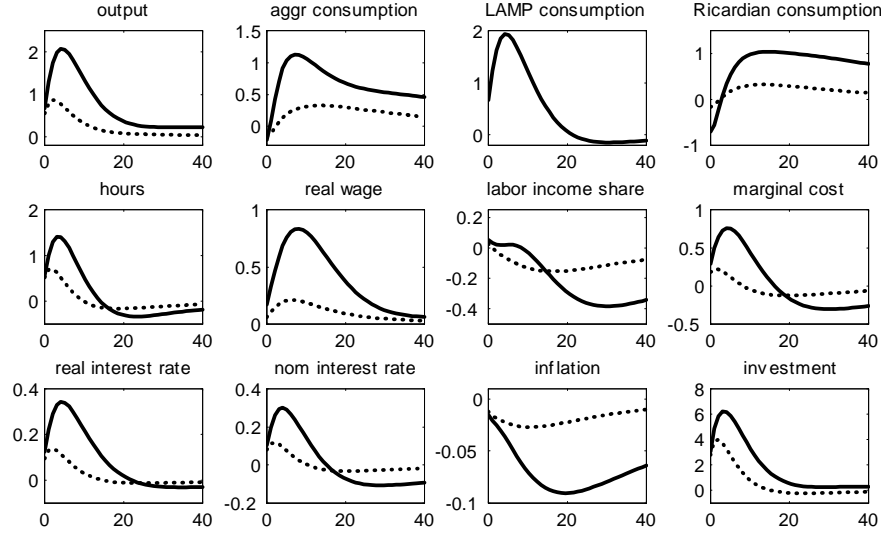 output
aggr consumption
LAMP consumption
Ricardian consumption
2
1
0
0 20 40
1.5
1
0.5
0
0 20 40
2
1
0
0 20 40
1
0
-1
0 20 40
hours
real wage
labor income share
marginal cost
2
1
0
0 20 40
1
0.5
0
0 20 40
0.2
0
-0.2
-0.4
0 20 40
1
0.5
0
-0.5
0 20 40
real interest rate
nom interest rate
inflation
investment
0.4
0.2
0
0 20 40
0.4
0.2
0
-0.2
0 20 40
0
-0.05
-0.1
0 20 40
8
6
4
2
0
0 20 40